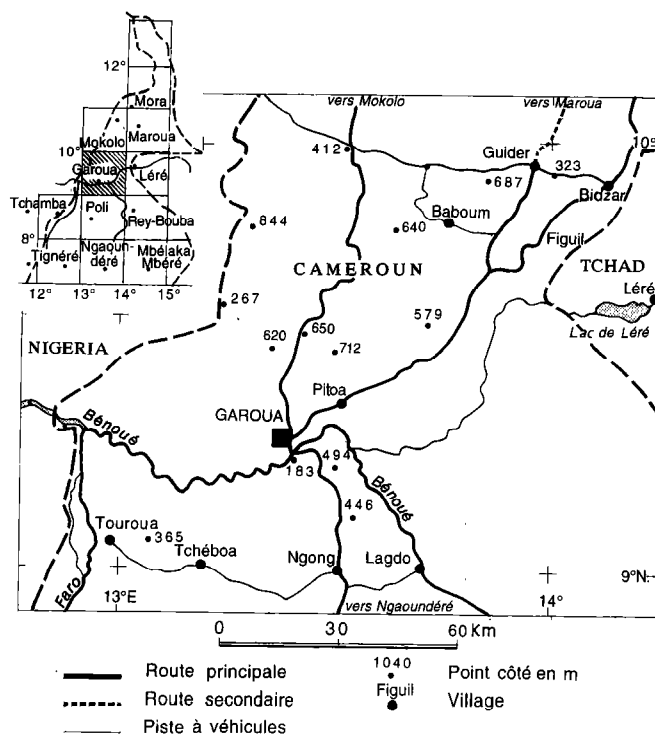 12°
Mora
Mokolo
Maroua
10°
Garoua
Léré
Tchamba
Poli
Rey-Bouba
8°
Tignéré
Ngaoun-
déré
Mbélaka
Mbéré
12° 13° 14° 15°
vers Mokolo
vers Maroua
10°
412
Guider
323
687
Bidzar
Baboum
844
640
Figuil
CAMEROUN
TCHAD
267
Léré
650
579
Lac de Léré
620
712
NIGERIA
Pitoa
GAROUA
Bénoué
494
183
Bénoué
446
365
Touroua
Tchéboa
Ngong
Lagdo
9°N
Faro
13°E
vers Ngaoundéré
14°
0 30 60 Km
Route principale
1040
Point côté en m
Route secondaire
Figuil
Village
Piste à véhicules